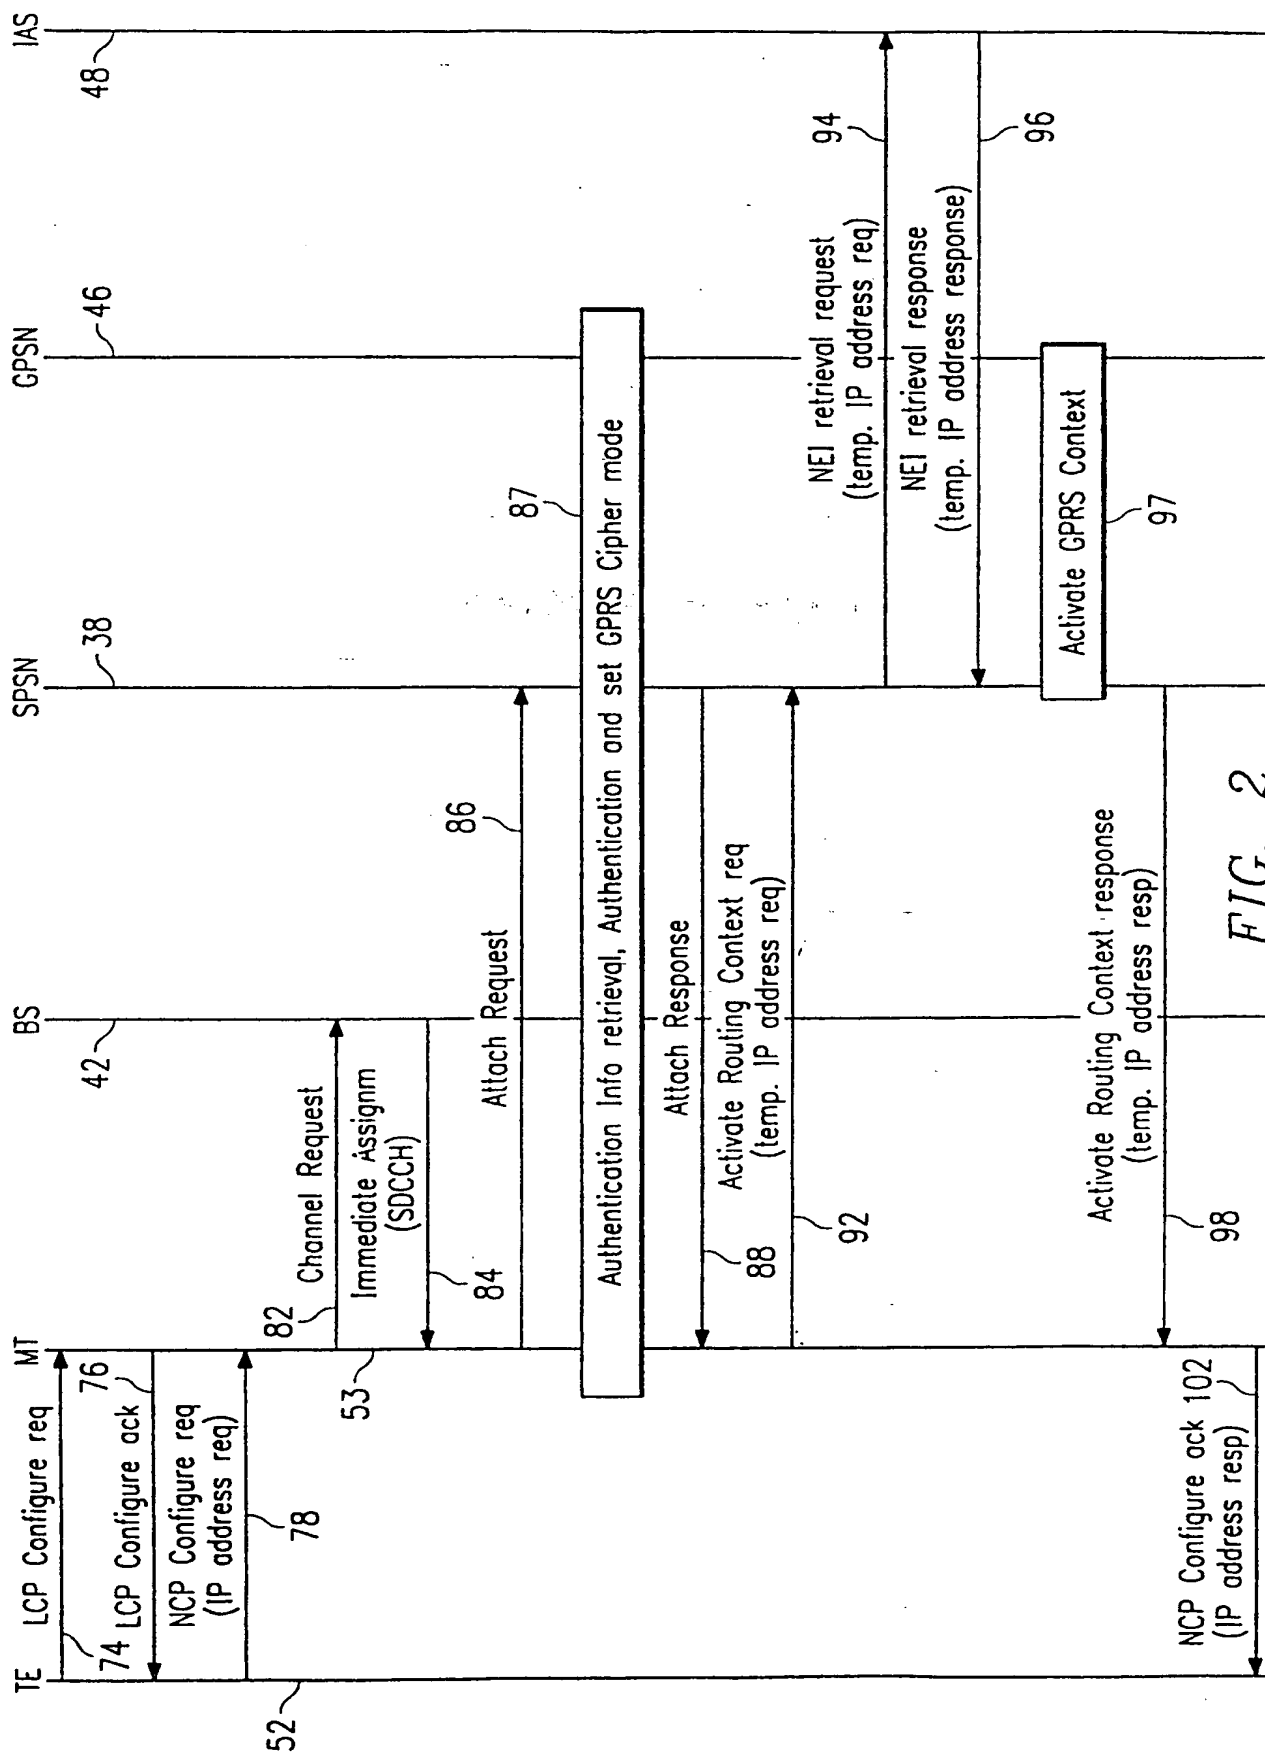 TE
MT
BS
SPSN
GPSN
IAS
52
53
42
38
46
48
LCP Configure req
74
LCP Configure ack
76
NCP Configure req
(IP address req)
78
82
Channel Request
Immediate Assignm
(SDCCH)
84
Attach Request
86
87
Authentication Info retrieval, Authentication and set GPRS Cipher mode
Attach Response
88
Activate Routing Context req
(temp. IP address req)
92
NEI retrieval request
(temp. IP address req)
94
NEI retrieval response
(temp. IP address response)
96
Activate GPRS Context
97
Activate Routing Context response
(temp. IP address resp)
98
NCP Configure ack 102
(IP address resp)
FIG. 2